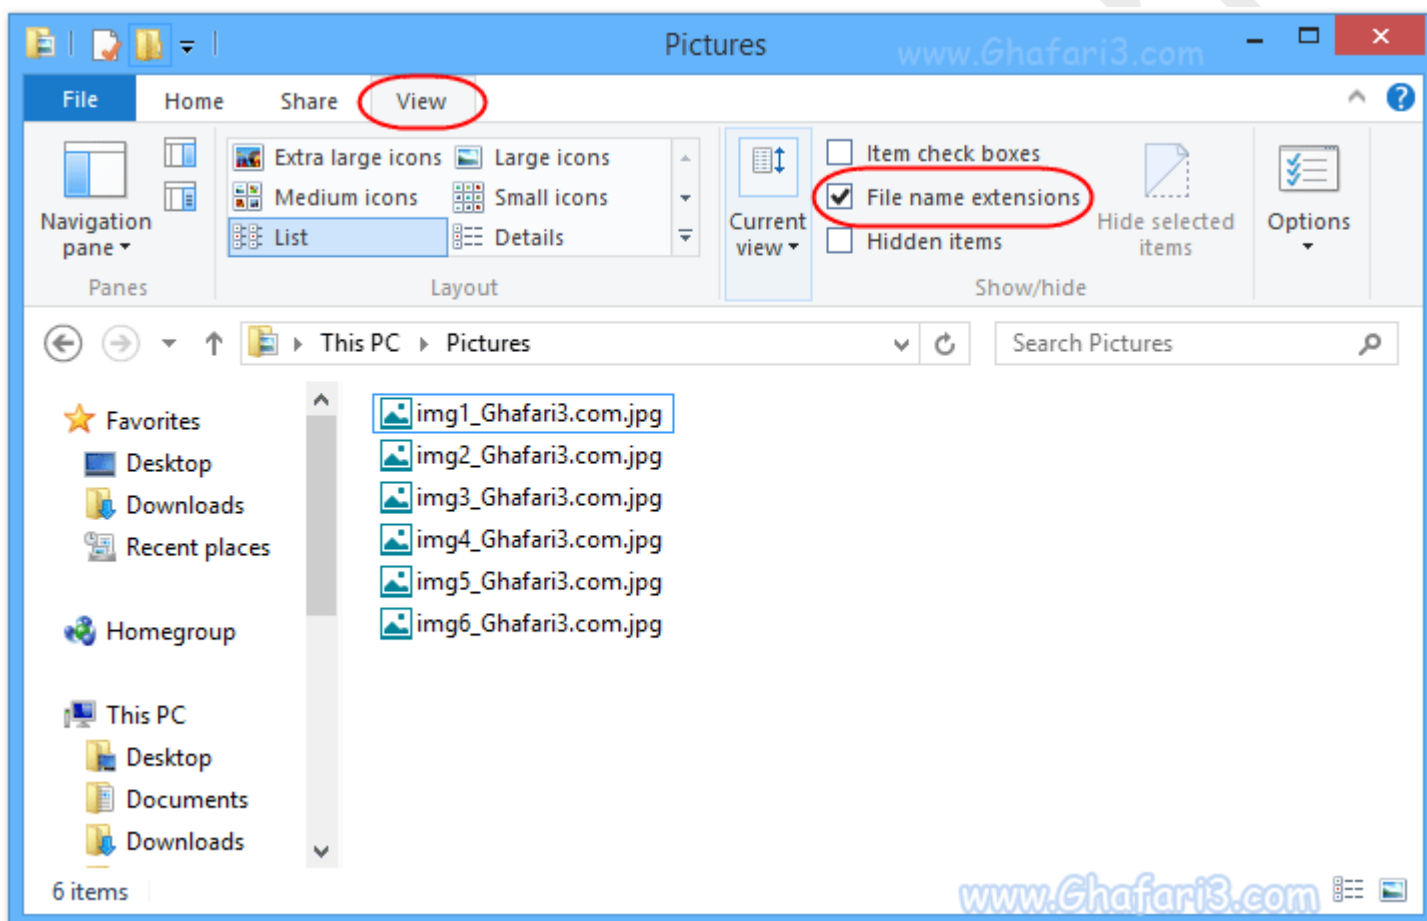 Pictures
www.Ghafari3.com
File Home Share View
Extra large icons Large icons
Item check boxes
Medium icons Small icons
File name extensions
Navigation pane
List Details
Current view
Hidden items
Hide selected items
Options
Panes Layout Show/hide
This PC Pictures
Search Pictures
Favorites
Desktop
Downloads
Recent places
Homegroup
This PC
Desktop
Documents
Downloads
img1_Ghafari3.com.jpg
img2_Ghafari3.com.jpg
img3_Ghafari3.com.jpg
img4_Ghafari3.com.jpg
img5_Ghafari3.com.jpg
img6_Ghafari3.com.jpg
6 items
www.Ghafari3.com